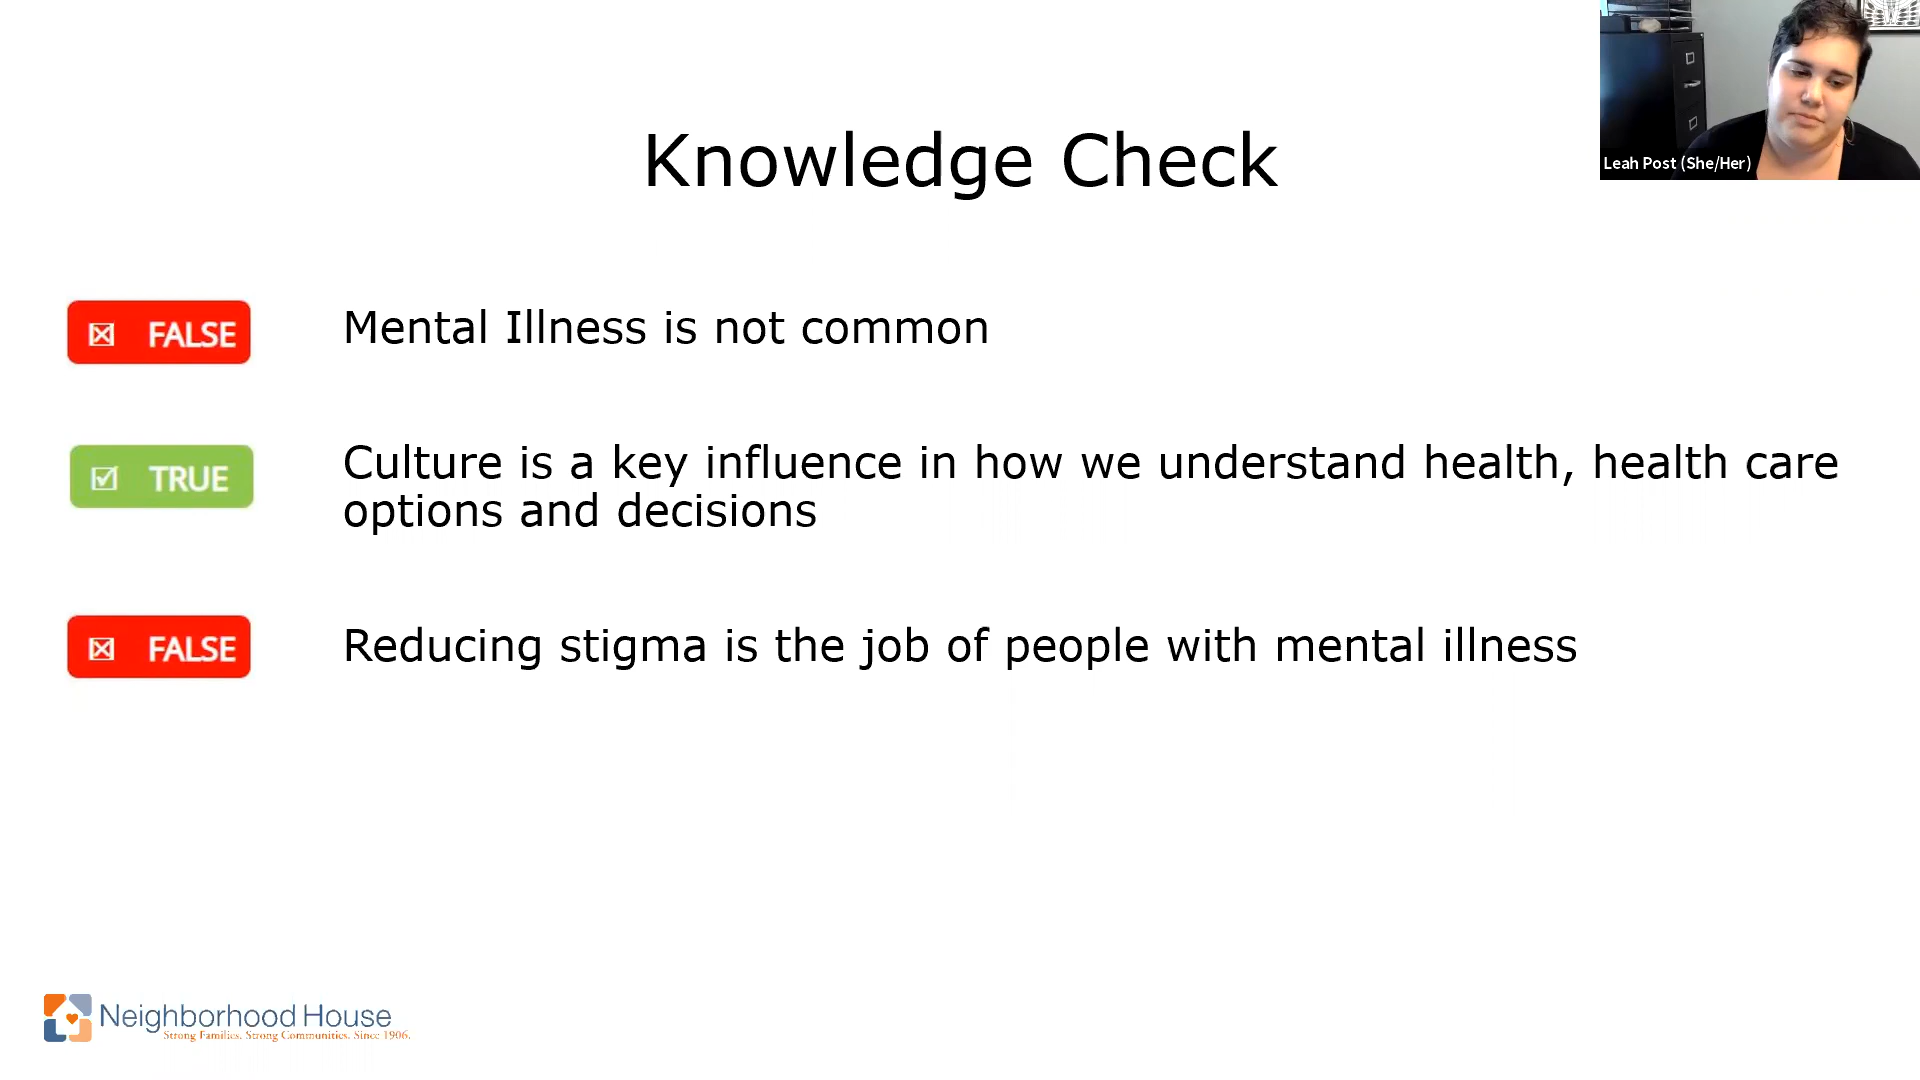 Knowledge Check
Leah Post (She/Her)
FALSE
Mental Illness is not common
TRUE
Culture is a key influence in how we understand health, health care
options and decisions
FALSE
Reducing stigma is the job of people with mental illness
Neighborhood House
Strong Families. Strong Communities. Since 1906.